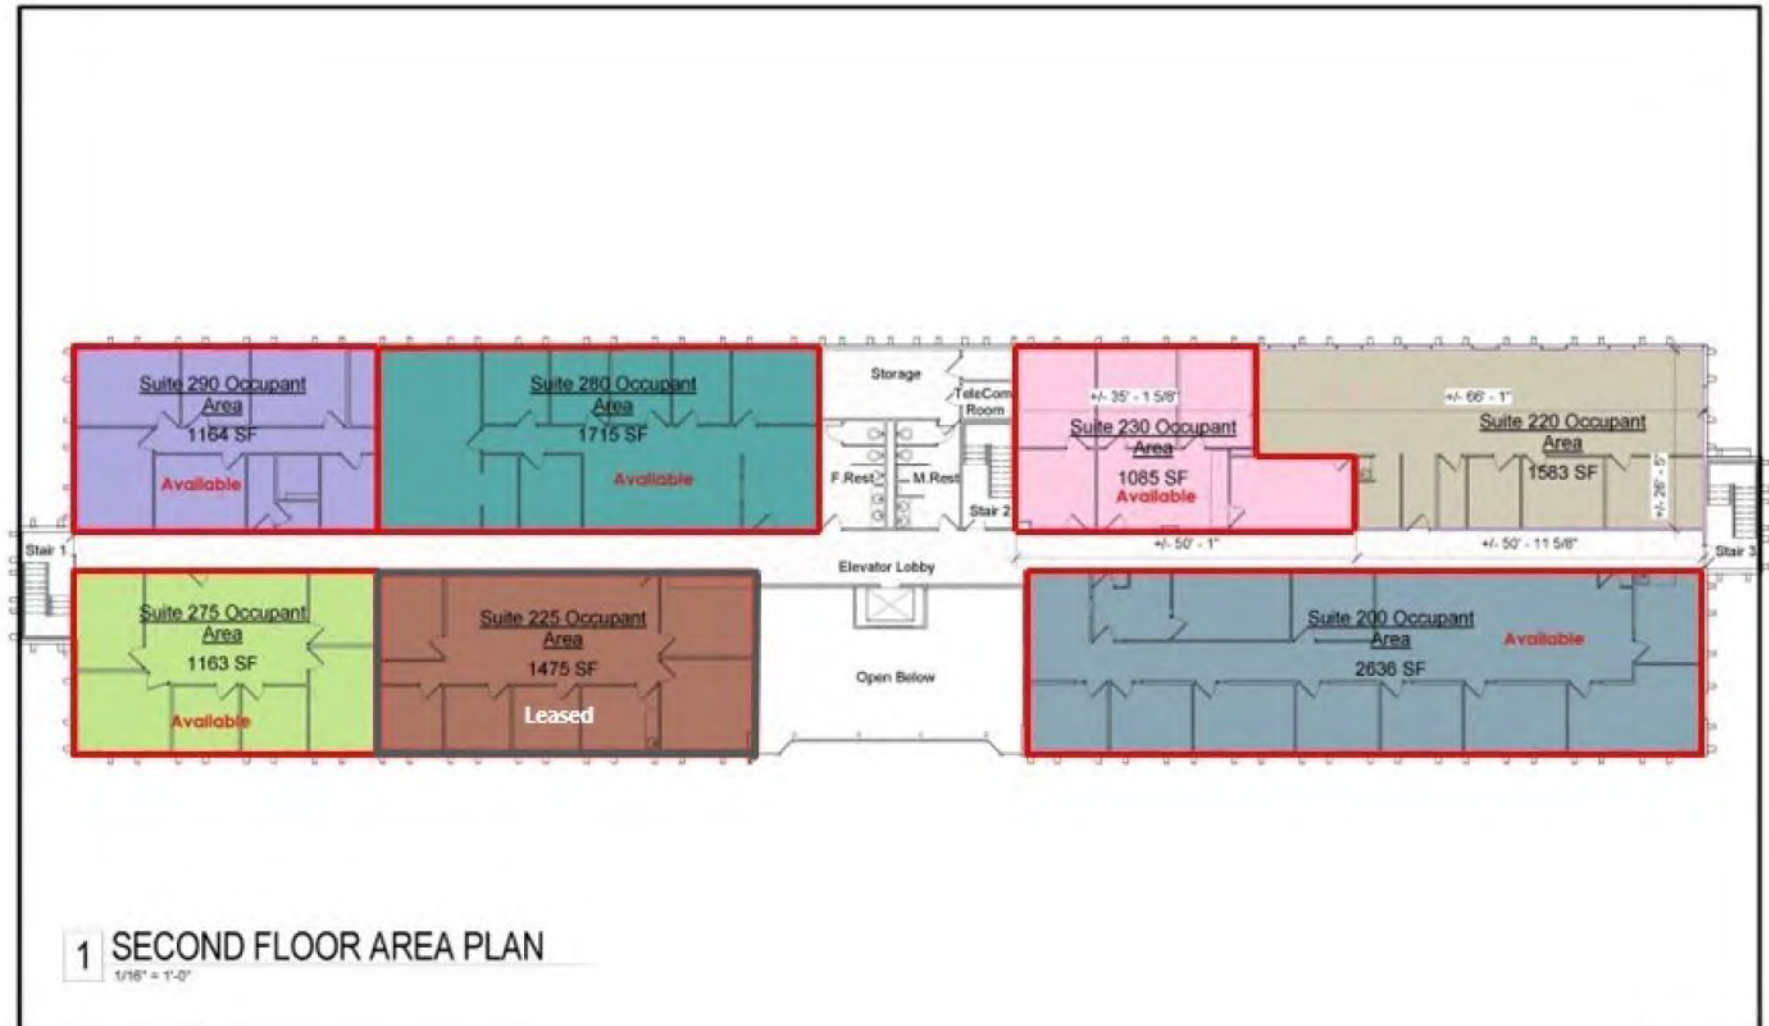 Suite 290 Occupant
Area
1164 SF
Available
Suite 280 Occupant
Area
1715 SF
Available
Storage
TeleCom
Room
F.Rest
M.Rest
Stair 2
+/- 35' - 1 5/8"
Suite 230 Occupant
Area
1085 SF
Available
+/- 66' - 1"
Suite 220 Occupant
Area
1583 SF
+/- 26' - 5"
Stair 1
Elevator Lobby
+/- 50' - 1"
+/- 50' - 11 5/8"
Stair 3
Suite 275 Occupant
Area
1163 SF
Available
Suite 225 Occupant
Area
1475 SF
Leased
Open Below
Suite 200 Occupant
Area
2636 SF
Available
1 SECOND FLOOR AREA PLAN
1/16" = 1'-0"